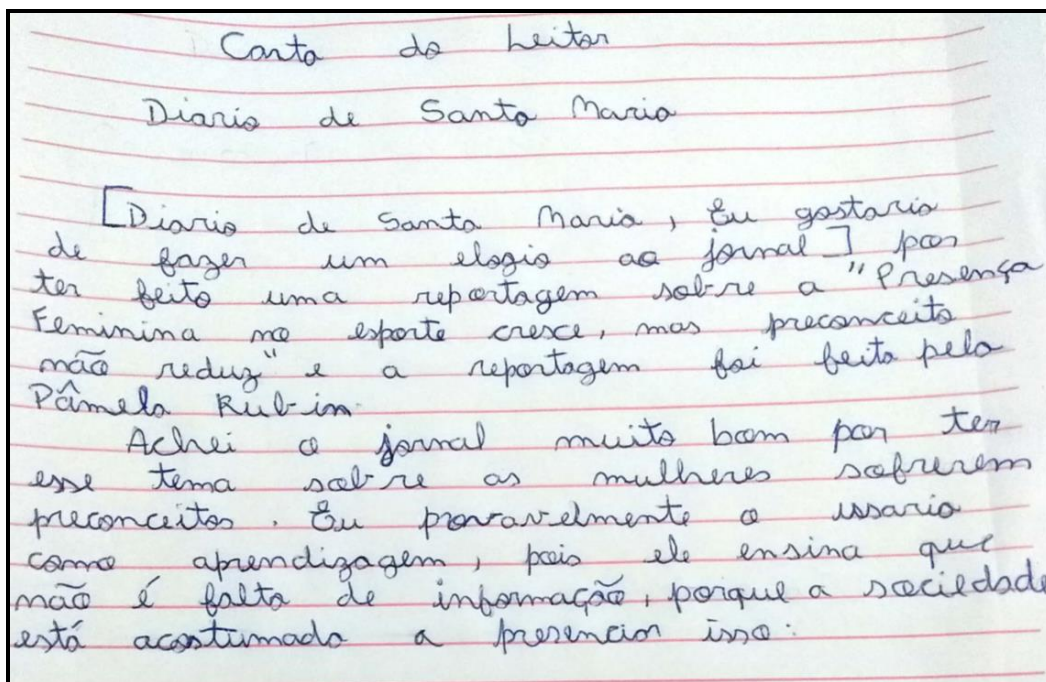 Carta do Leitor
Diario de Santa Maria
[Diario de Santa Maria, Eu gostaria
de fazer um elogio ao jornal] por
ter feito uma reportagem sobre a "Presença
Feminina no esporte cresce, mas preconceito
não reduz" e a reportagem foi feita pela
Pâmela Rubin.
Achei o jornal muito bom por ter
esse tema sobre as mulheres sofrerem
preconceitos. Eu provavelmente o ussaria
como aprendizagem, pois ele ensina que
não é falta de informação, porque a sociedade
está acostumada a presenciar isso.